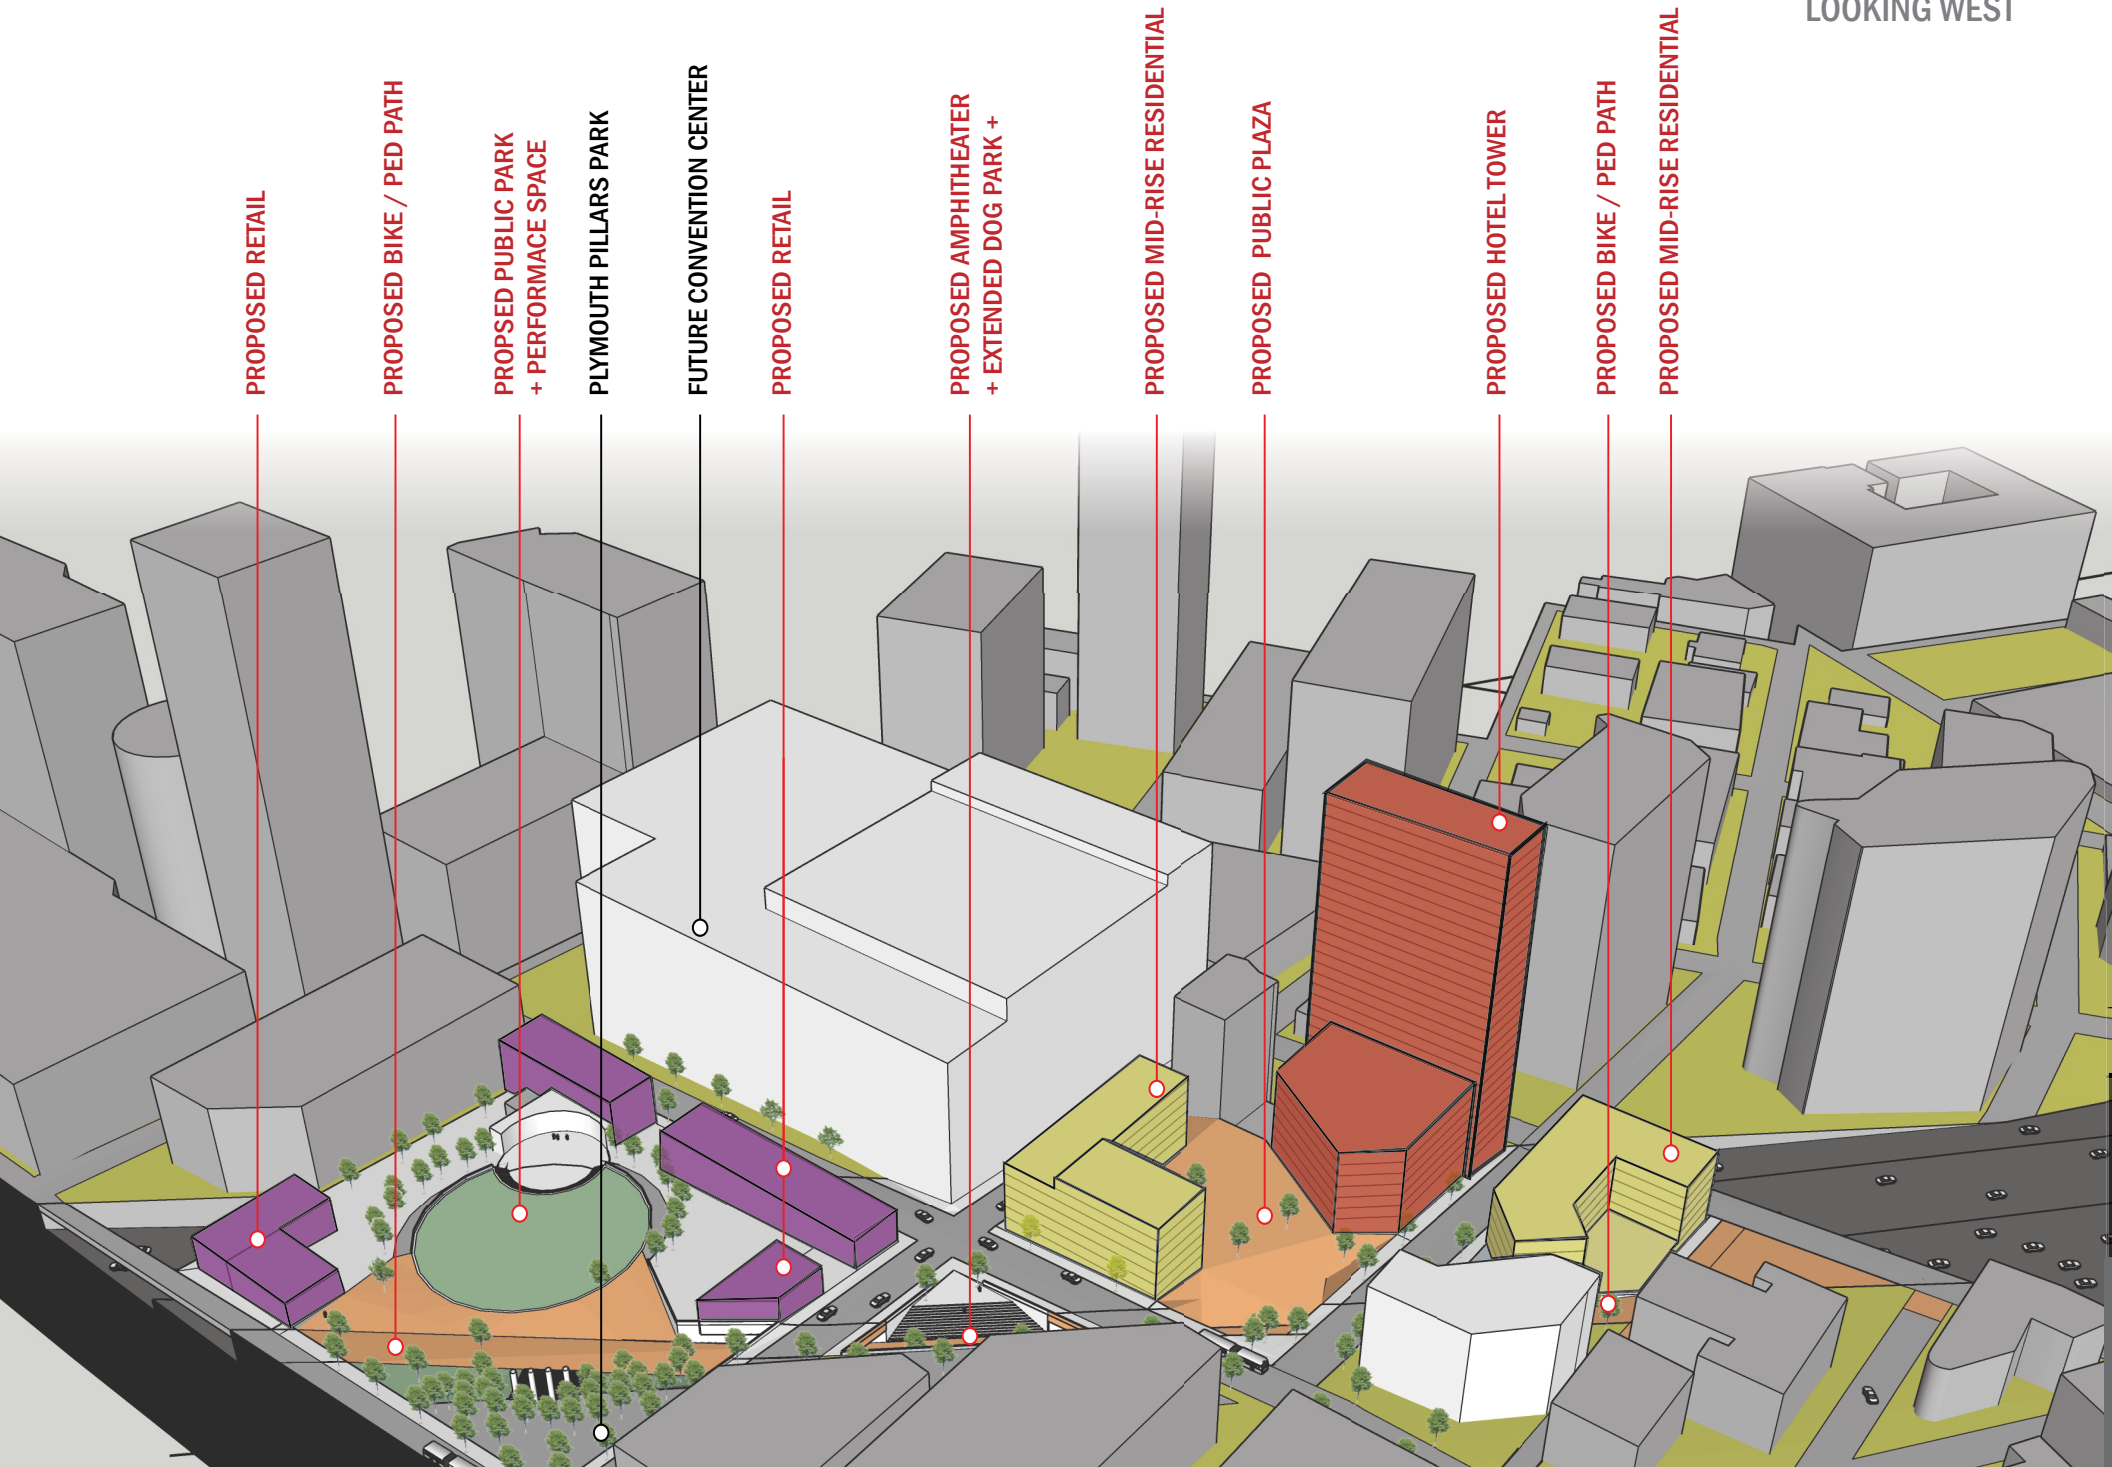 LOOKING WEST
PROPOSED RETAIL
PROPOSED BIKE / PED PATH
PROPSED PUBLIC PARK
+ PERFORMACE SPACE
PLYMOUTH PILLARS PARK
FUTURE CONVENTION CENTER
PROPOSED RETAIL
PROPOSED AMPHITHEATER
+ EXTENDED DOG PARK +
PROPOSED MID-RISE RESIDENTIAL
PROPOSED PUBLIC PLAZA
PROPOSED HOTEL TOWER
PROPOSED BIKE / PED PATH
PROPOSED MID-RISE RESIDENTIAL